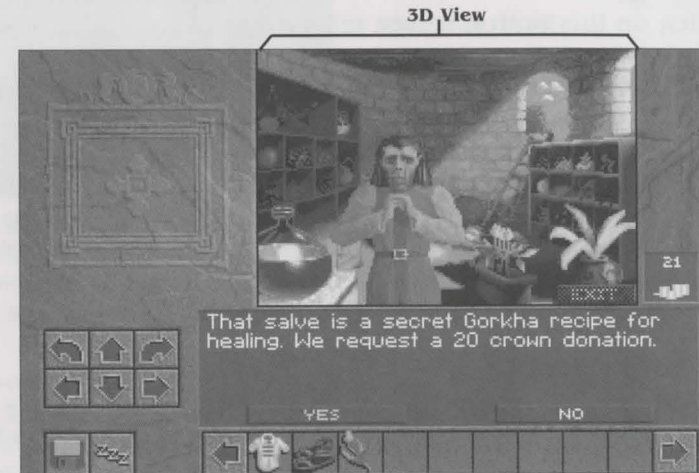 3D View
EXIT
21
That salve is a secret Gorkha recipe for
healing. We request a 20 crown donation.
YES
NO
ZZZ